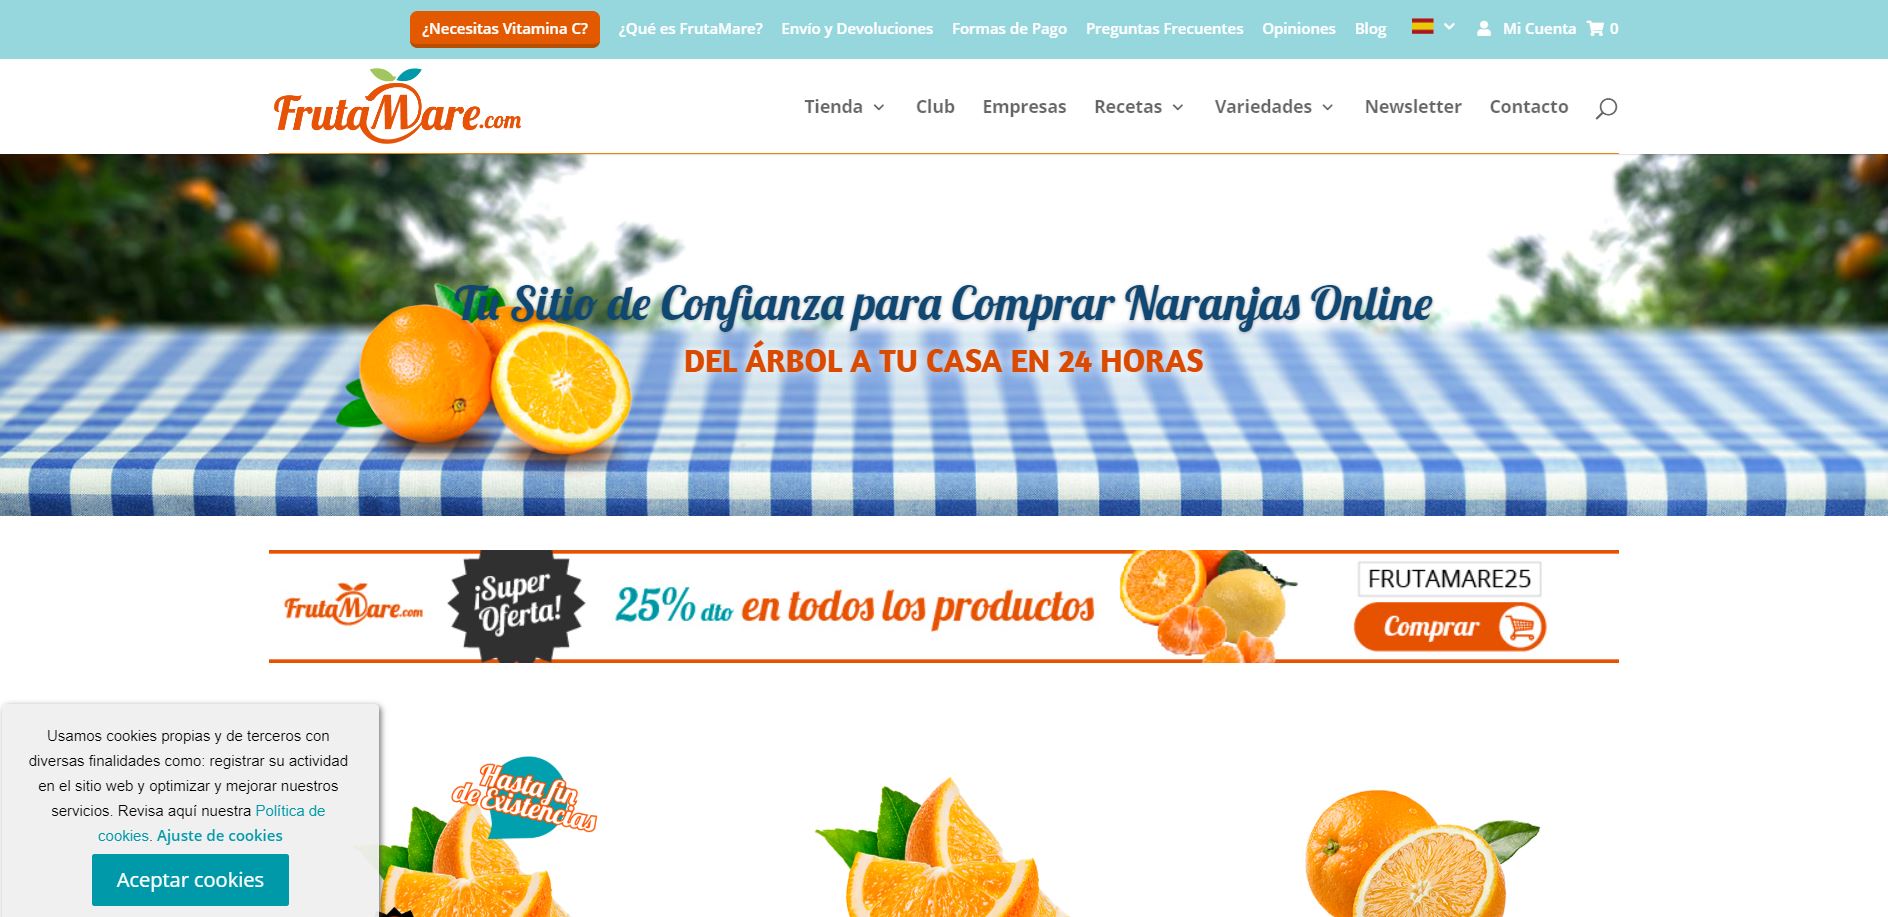 ¿Necesitas Vitamina C? ¿Qué es FrutaMare? Envío y Devoluciones Formas de Pago Preguntas Frecuentes Opiniones Blog Mi Cuenta 0
FrutaMare.com
Tienda Club Empresas Recetas Variedades Newsletter Contacto
Tu Sitio de Confianza para Comprar Naranjas Online
DEL ÁRBOL A TU CASA EN 24 HORAS
FrutaMare.com
¡Super
Oferta!
25% dto en todos los productos
FRUTAMARE25
Comprar
Usamos cookies propias y de terceros con
diversas finalidades como: registrar su actividad
en el sitio web y optimizar y mejorar nuestros
servicios. Revisa aquí nuestra Política de
cookies. Ajuste de cookies
Aceptar cookies
Hasta fin
de Existencias